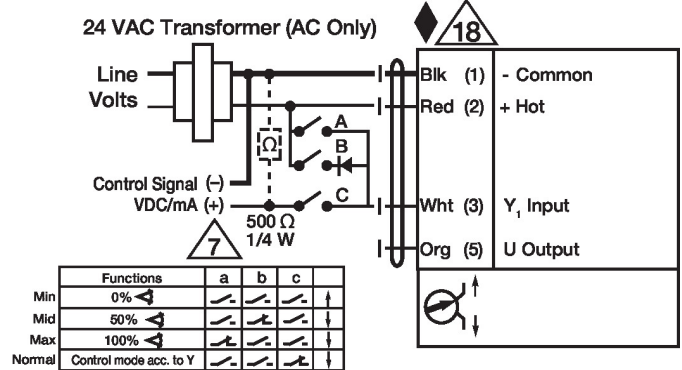 24 VAC Transformer (AC Only)
18
Line
Volts
Blk (1) - Common
Red (2) + Hot
A
B
Ω
C
Control Signal (–)
VDC/mA (+)
500 Ω
1/4 W
7
Wht (3) Y1 Input
Org (5) U Output
Functions a b c
Min 0%
Mid 50%
Max 100%
Normal Control mode acc. to Y